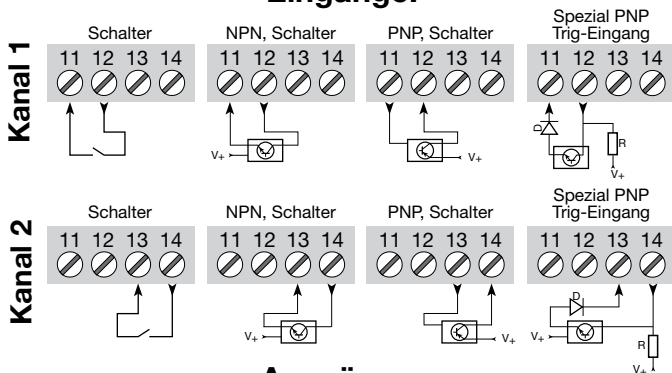 Kanal 1
Schalter
11 12 13 14
NPN, Schalter
11 12 13 14
V+
PNP, Schalter
11 12 13 14
V+
Spezial PNP
Trig-Eingang
11 12 13 14
D
R
V+
Kanal 2
Schalter
11 12 13 14
NPN, Schalter
11 12 13 14
V+
PNP, Schalter
11 12 13 14
V+
Spezial PNP
Trig-Eingang
11 12 13 14
D
V+
R
V+